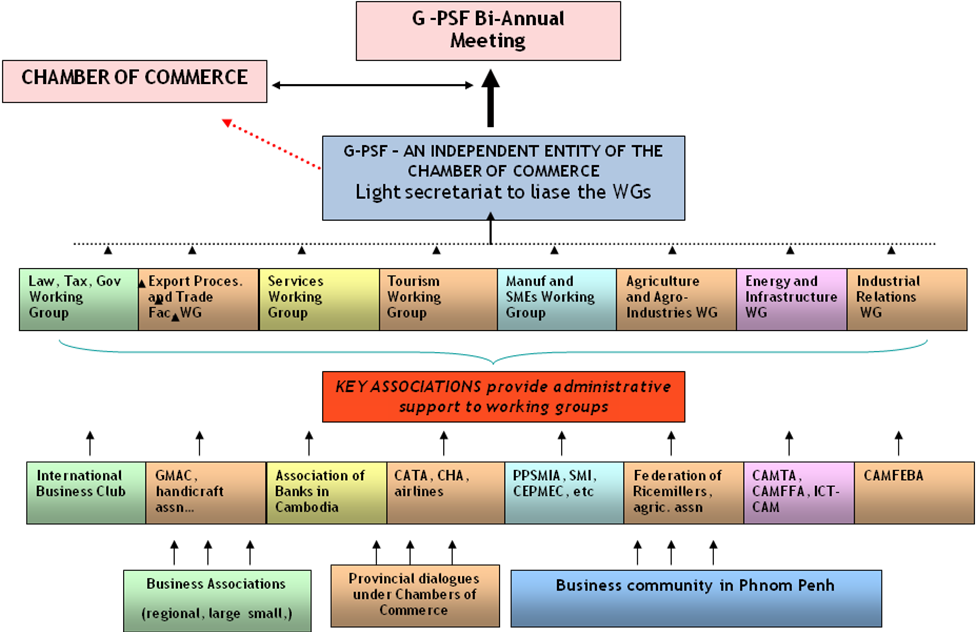 G -PSF Bi-Annual
Meeting
CHAMBER OF COMMERCE
G-PSF – AN INDEPENDENT ENTITY OF THE
CHAMBER OF COMMERCE
Light secretariat to liase the WGs
Law, Tax, Gov
Working
Group
Export Proces.
and Trade
Fac. WG
Services
Working
Group
Tourism
Working
Group
Manuf and
SMEs Working
Group
Agriculture
and Agro-
Industries WG
Energy and
Infrastructure
WG
Industrial
Relations
WG
KEY ASSOCIATIONS provide administrative
support to working groups
International
Business Club
GMAC,
handicraft
assn…
Association of
Banks in
Cambodia
CATA, CHA,
airlines
PPSMIA, SMI,
CEPMEC, etc
Federation of
Ricemillers,
agric. assn
CAMTA,
CAMFFA, ICT-
CAM
CAMFEBA
Business Associations
(regional, large small,)
Provincial dialogues
under Chambers of
Commerce
Business community in Phnom Penh